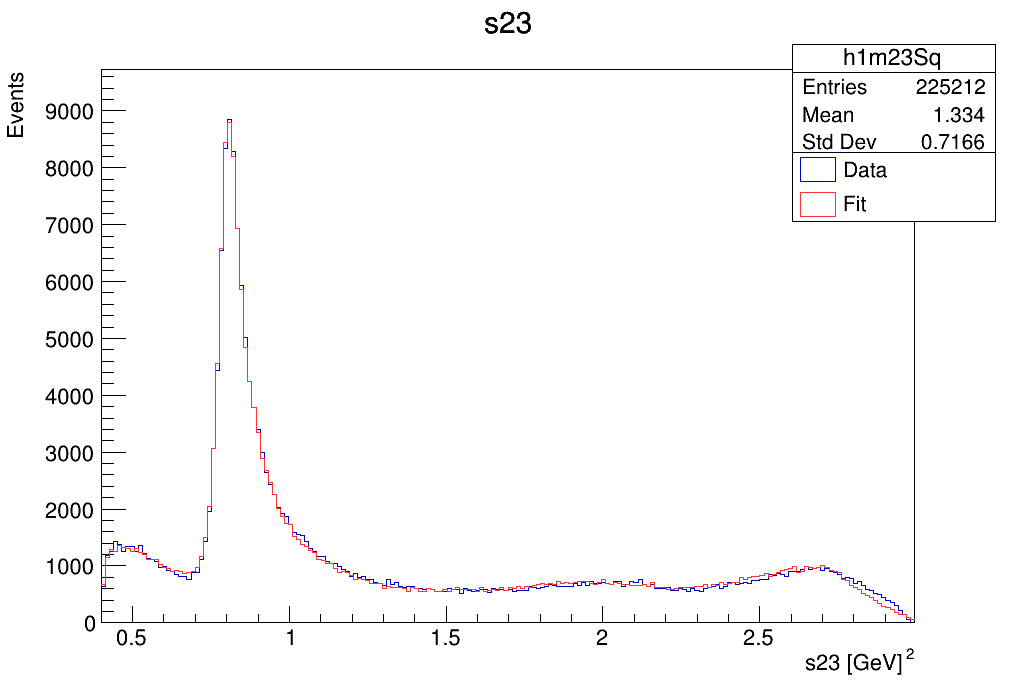 s23
h1m23Sq
Entries 225212
Mean 1.334
Std Dev 0.7166
Data
Fit
Events
9000
8000
7000
6000
5000
4000
3000
2000
1000
0
0.5 1 1.5 2 2.5
s23 [GeV]²